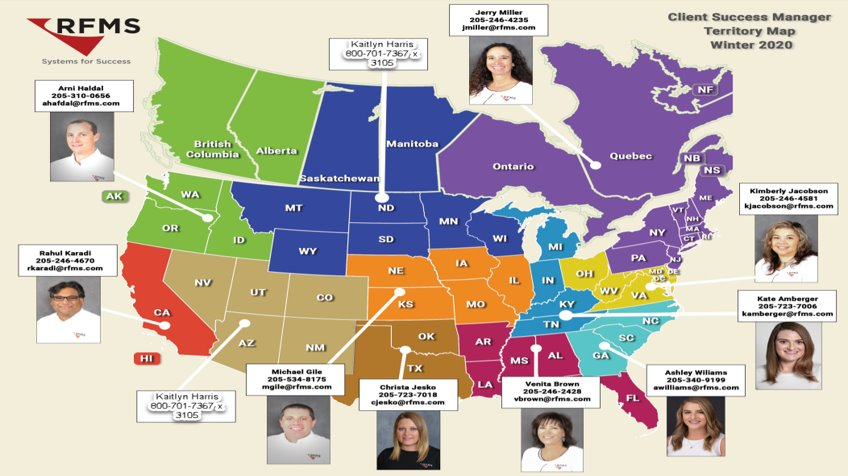 RFMS
Systems for Success
Client Success Manager
Territory Map
Winter 2020
Jerry Miller
205-246-4235
jmiller@rfms.com
Kaitlyn Harris
800-701-7367 x
3105
Arni Haldal
205-310-0656
ahafdal@rfms.com
Kimberly Jacobson
205-246-4581
kjacobson@rfms.com
Rahul Karadi
205-246-4670
rkaradi@rfms.com
Kate Amberger
205-723-7006
kamberger@rfms.com
Kaitlyn Harris
800-701-7367 x
3105
Michael Gile
205-534-8175
mgile@rfms.com
Christa Jesko
205-723-7018
cjesko@rfms.com
Venita Brown
205-246-2428
vbrown@rfms.com
Ashley Wiliams
205-340-9199
awilliams@rfms.com
British
Columbia
Alberta
Saskatchewan
Manitoba
Ontario
Quebec
NF
NB
NS
AK
WA
OR
ID
MT
ND
MN
WY
SD
WI
MI
NY
VT
NH
ME
MA
CT
RI
PA
NJ
MD
DE
DC
CA
HI
NV
UT
CO
AZ
NM
NE
IA
KS
MO
IL
IN
OH
WV
VA
KY
TN
NC
SC
GA
OK
TX
AR
LA
MS
AL
FL
RFMS
RFMS